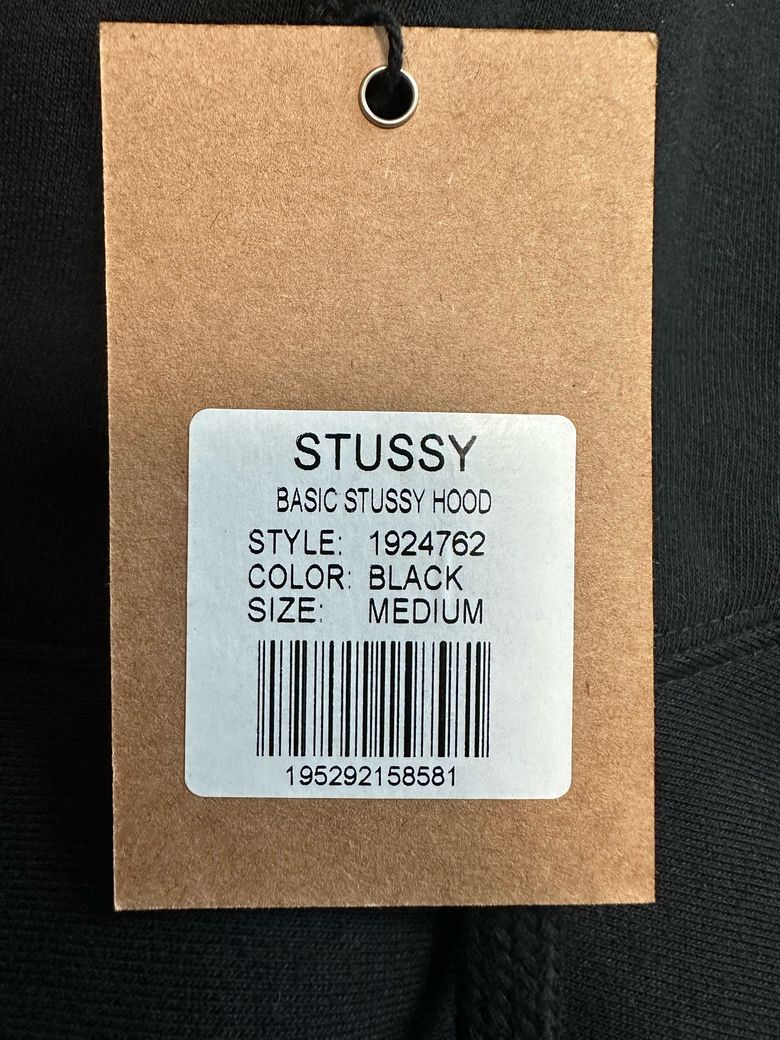 STUSSY
BASIC STUSSY HOOD
STYLE: 1924762
COLOR: BLACK
SIZE: MEDIUM
195292158581